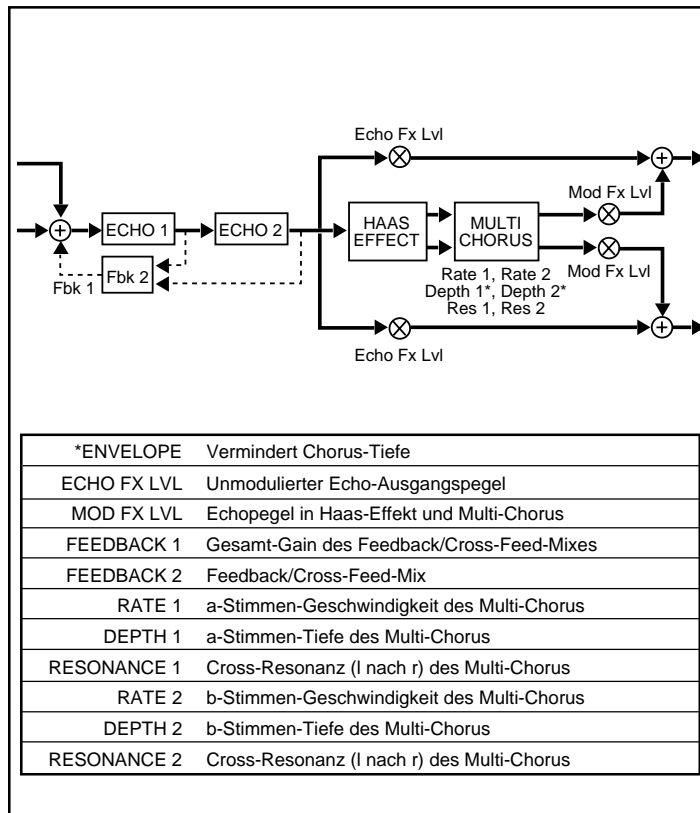 Echo Fx Lvl
Mod Fx Lvl
ECHO 1 ECHO 2 HAAS EFFECT MULTI CHORUS
Fbk 1 Fbk 2 Mod Fx Lvl
Rate 1, Rate 2
Depth 1*, Depth 2*
Res 1, Res 2
Echo Fx Lvl
*ENVELOPE Vermindert Chorus-Tiefe
ECHO FX LVL Unmodulierter Echo-Ausgangspegel
MOD FX LVL Echopegel in Haas-Effekt und Multi-Chorus
FEEDBACK 1 Gesamt-Gain des Feedback/Cross-Feed-Mixes
FEEDBACK 2 Feedback/Cross-Feed-Mix
RATE 1 a-Stimmen-Geschwindigkeit des Multi-Chorus
DEPTH 1 a-Stimmen-Tiefe des Multi-Chorus
RESONANCE 1 Cross-Resonanz (l nach r) des Multi-Chorus
RATE 2 b-Stimmen-Geschwindigkeit des Multi-Chorus
DEPTH 2 b-Stimmen-Tiefe des Multi-Chorus
RESONANCE 2 Cross-Resonanz (l nach r) des Multi-Chorus